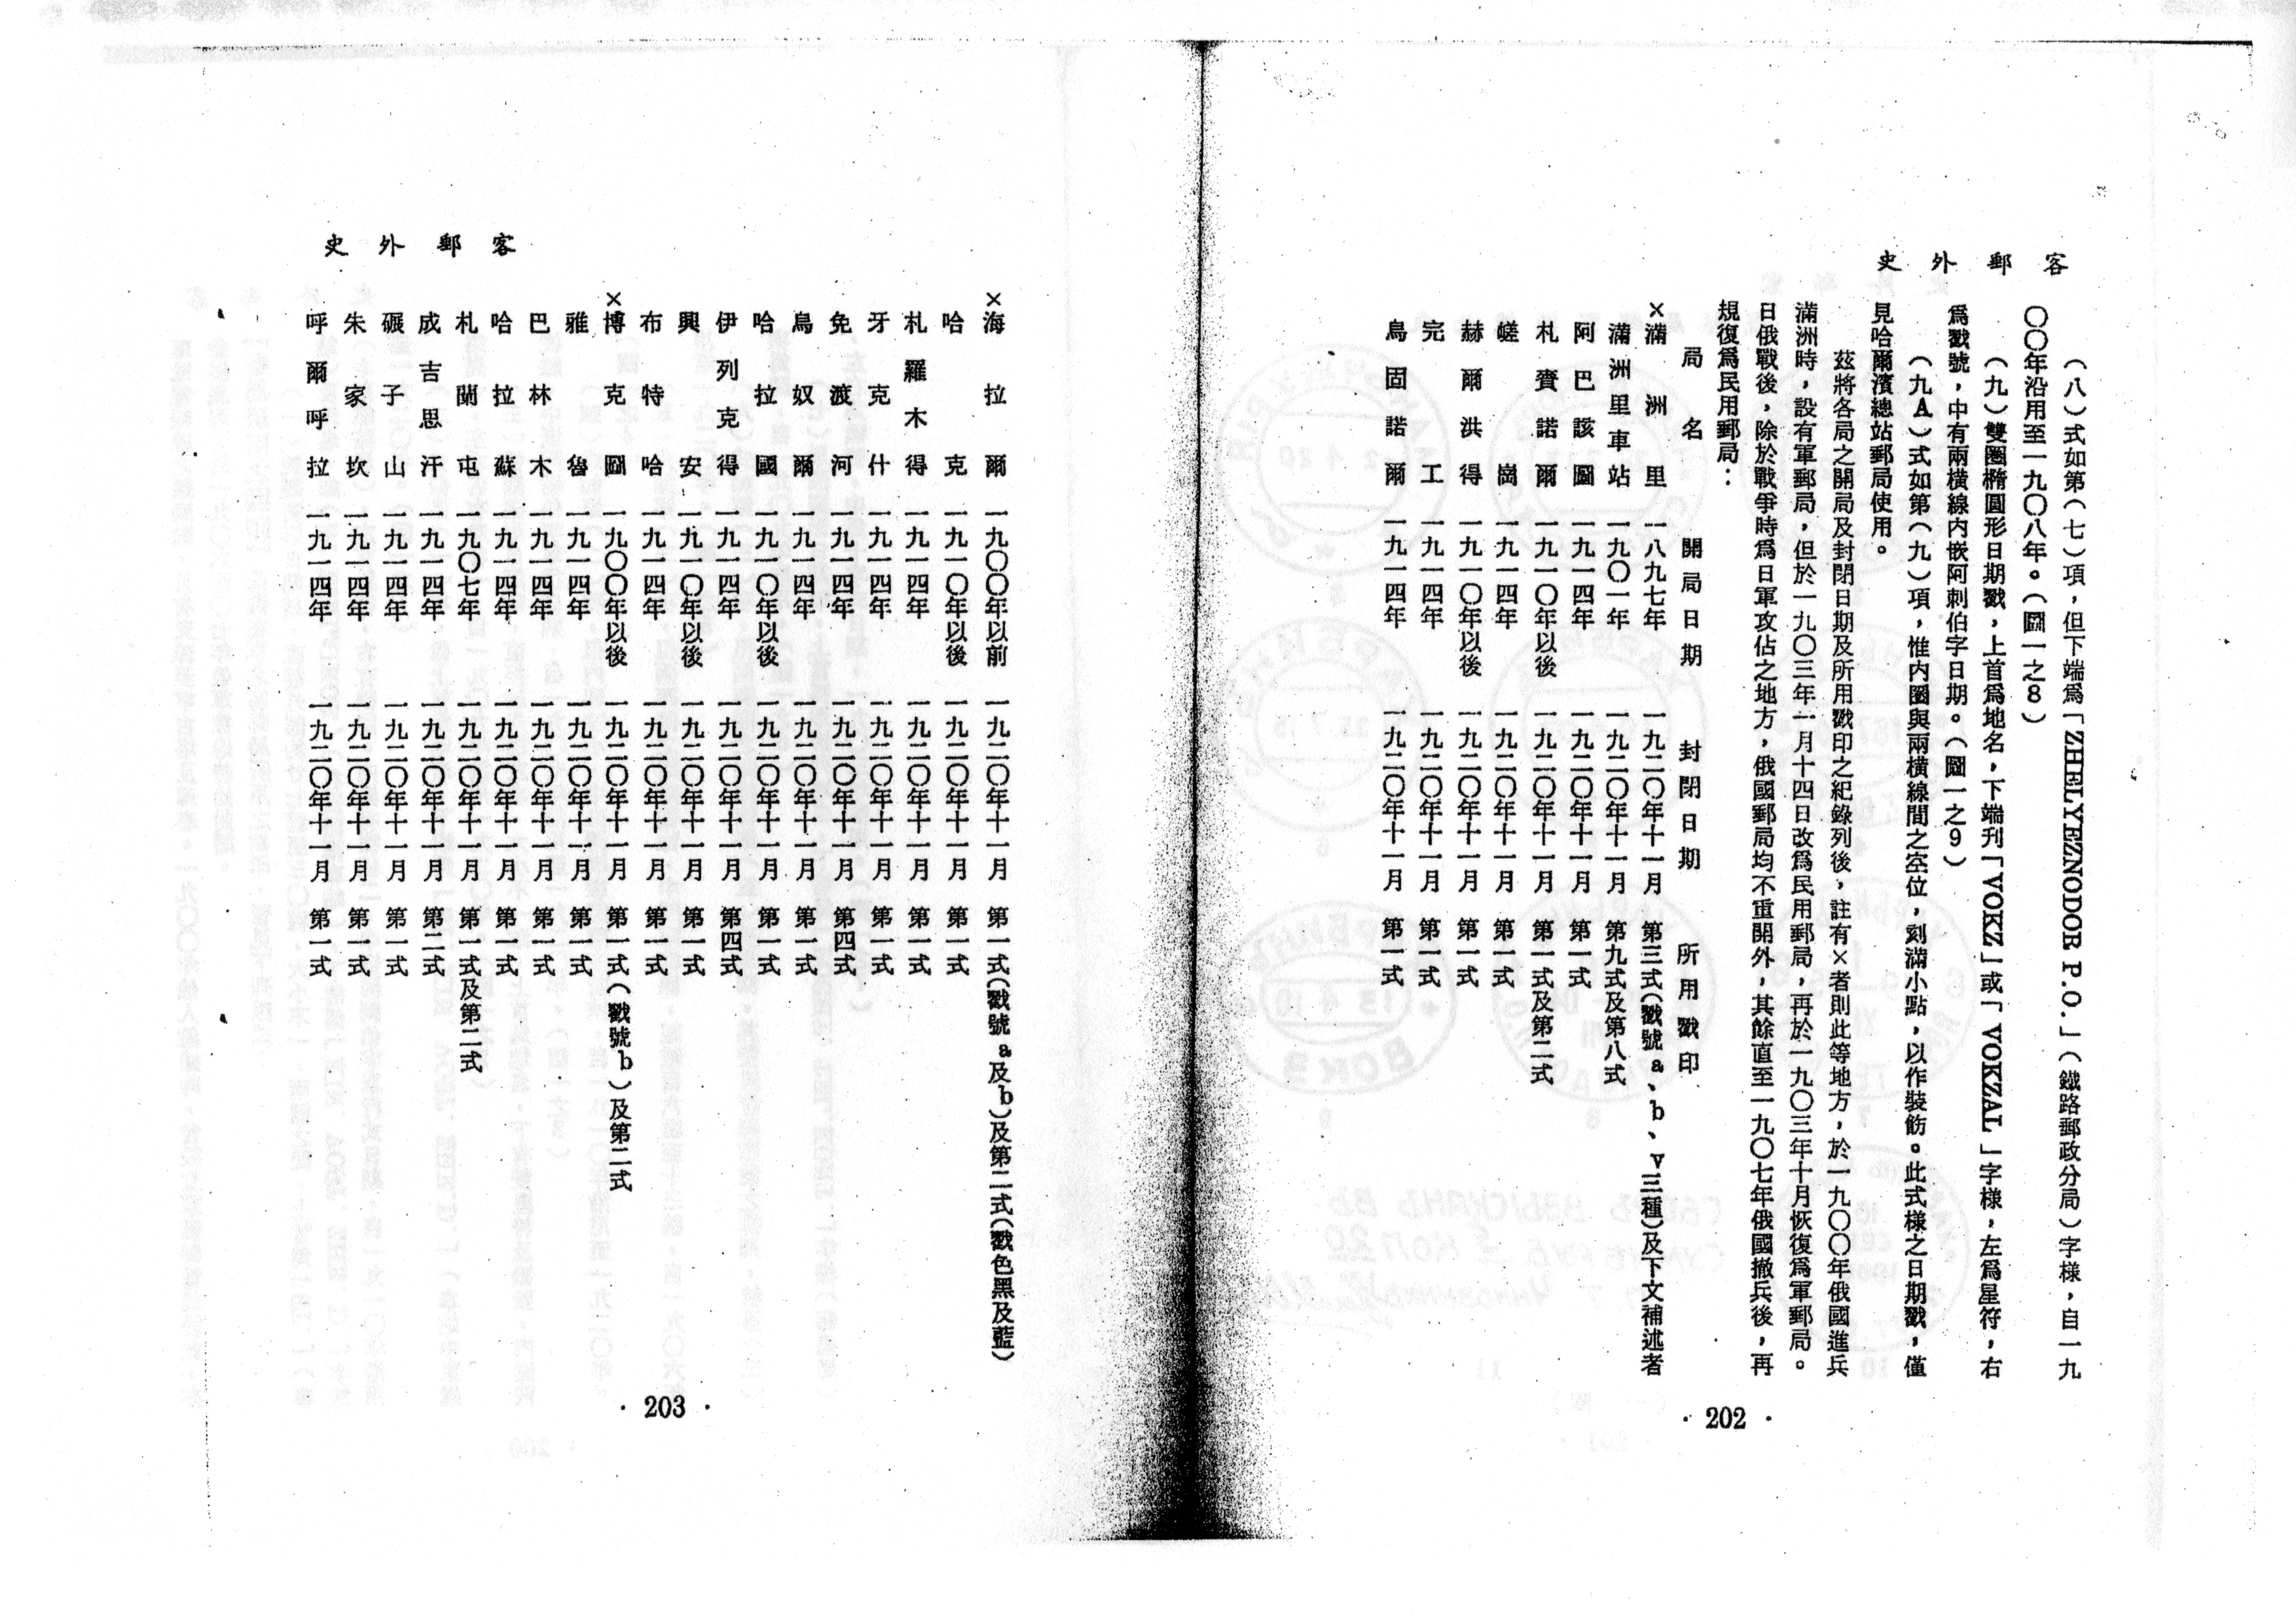 客郵外史
（八）式如第（七）項，但下端爲「ZHELYEZNODOR P.O.」（鐵路郵政分局）字樣，自一九
〇〇年沿用至一九〇八年。（圖一之8）
（九）雙圈橢圓形日期戳，上首爲地名，下端刊「VOKZ」或「VOKZAL」字樣，左爲星符，右
爲戳號，中有兩橫線內嵌阿刺伯字日期。（圖一之9）
（九A）式如第（九）項，惟內圈與兩橫線間之空位，刻滿小點，以作裝飾。此式樣之日期戳，僅
見哈爾濱總站郵局使用。
茲將各局之開局及封閉日期及所用戳印之紀錄列後，註有×者則此等地方，於一九〇〇年俄國進兵
滿洲時，設有軍郵局，但於一九〇三年一月十四日改爲民用郵局，再於一九〇三年十月恢復爲軍郵局。
日俄戰後，除於戰爭時爲日軍攻佔之地方，俄國郵局均不重開外，其餘直至一九〇七年俄國撤兵後，再
規復爲民用郵局：
局名 開局日期 封閉日期 所用戳印
×滿洲里 一八九七年 一九二〇年十一月 第三式（戳號a、b、v三種）及下文補述者
滿洲里車站 一九〇一年 一九二〇年十一月 第九式及第八式
阿巴該圖 一九一四年 一九二〇年十一月 第一式
札賚諾爾 一九一〇年以後 一九二〇年十一月 第一式及第二式
嵯崗 一九一四年 一九二〇年十一月 第一式
赫爾洪得 一九一〇年以後 一九二〇年十一月 第一式
完工 一九一四年 一九二〇年十一月 第一式
烏固諾爾 一九一四年 一九二〇年十一月 第一式
·202·
客郵外史
×海拉爾 一九〇〇年以前 一九二〇年十一月 第一式（戳號a及b）及第二式（戳色黑及藍）
哈克 一九一〇年以後 一九二〇年十一月 第一式
札羅木得 一九一四年 一九二〇年十一月 第一式
牙克什 一九一四年 一九二〇年十一月 第一式
免渡河 一九一四年 一九二〇年十一月 第四式
烏奴爾 一九一四年 一九二〇年十一月 第一式
哈拉國 一九一〇年以後 一九二〇年十一月 第一式
伊列克得 一九一四年 一九二〇年十一月 第四式
興安 一九一〇年以後 一九二〇年十一月 第一式
布特哈 一九一四年 一九二〇年十一月 第一式
×博克圖 一九〇〇年以後 一九二〇年十一月 第一式（戳號b）及第二式
雅魯 一九一四年 一九二〇年十一月 第一式
巴林木 一九一四年 一九二〇年十一月 第一式
哈拉蘇 一九一四年 一九二〇年十一月 第一式
札蘭屯 一九〇七年 一九二〇年十一月 第一式及第二式
成吉思汗 一九一四年 一九二〇年十一月 第二式
碾子山 一九一四年 一九二〇年十一月 第一式
朱家坎 一九一四年 一九二〇年十一月 第一式
呼爾呼拉 一九一四年 一九二〇年十一月 第一式
·203·